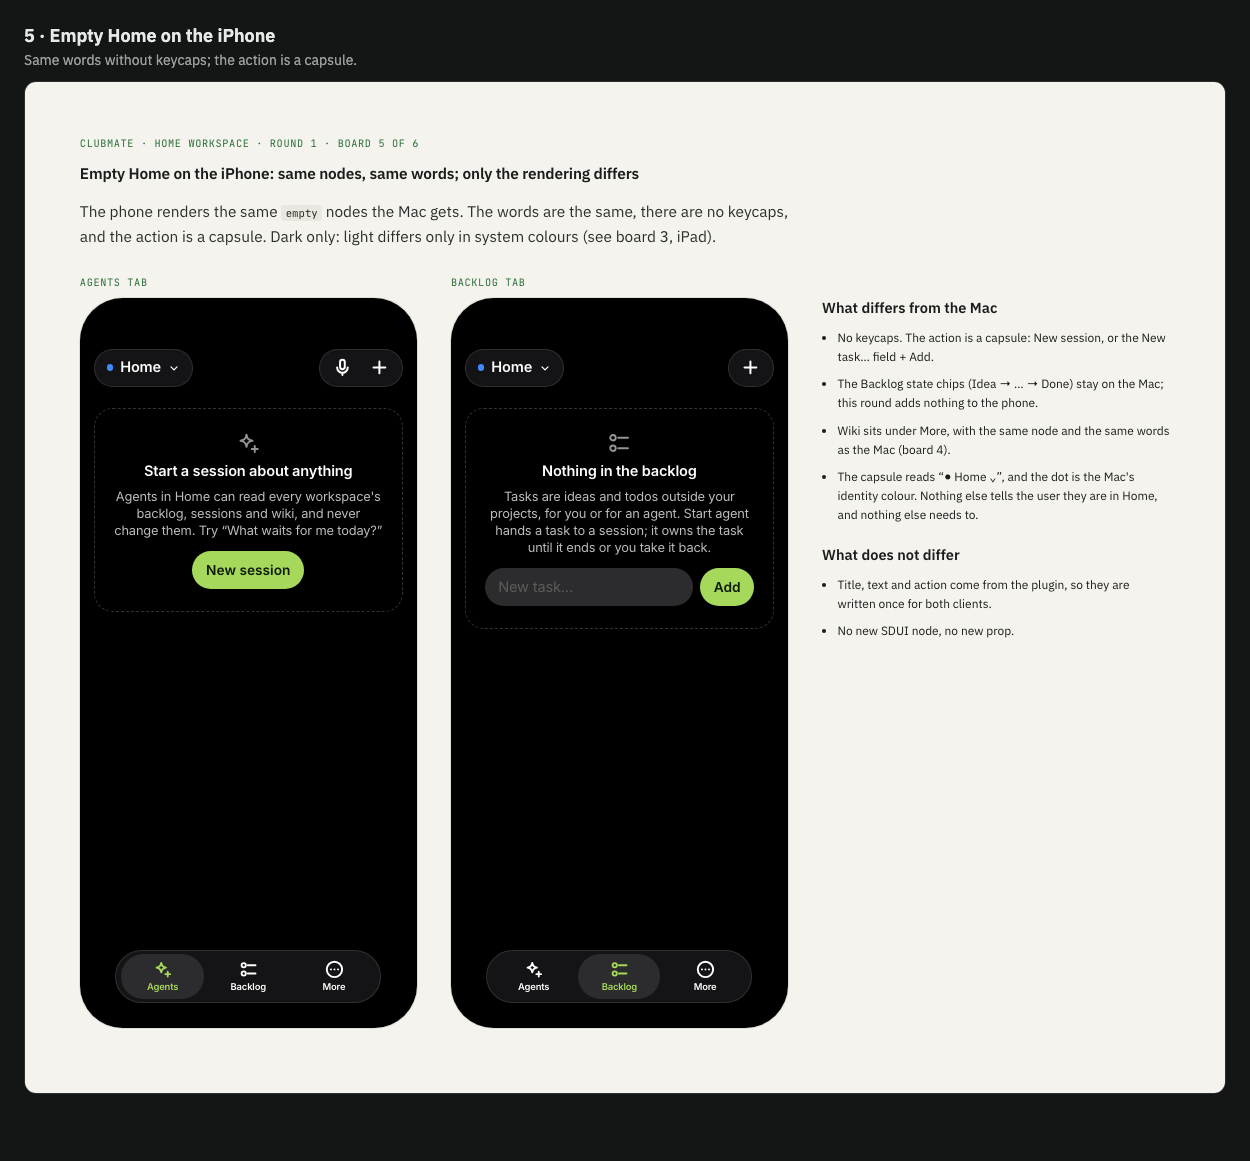 5 · Empty Home on the iPhone
Same words without keycaps; the action is a capsule.
CLUBMATE · HOME WORKSPACE · ROUND 1 · BOARD 5 OF 6
Empty Home on the iPhone: same nodes, same words; only the rendering differs
The phone renders the same empty nodes the Mac gets. The words are the same, there are no keycaps,
and the action is a capsule. Dark only: light differs only in system colours (see board 3, iPad).
AGENTS TAB
Home
Start a session about anything
Agents in Home can read every workspace's
backlog, sessions and wiki, and never
change them. Try “What waits for me today?”
New session
Agents
Backlog
More
BACKLOG TAB
Home
Nothing in the backlog
Tasks are ideas and todos outside your
projects, for you or for an agent. Start agent
hands a task to a session; it owns the task
until it ends or you take it back.
New task…
Add
Agents
Backlog
More
What differs from the Mac
• No keycaps. The action is a capsule: New session, or the New
task… field + Add.
• The Backlog state chips (Idea → … → Done) stay on the Mac;
this round adds nothing to the phone.
• Wiki sits under More, with the same node and the same words
as the Mac (board 4).
• The capsule reads “● Home ⌄”, and the dot is the Mac's
identity colour. Nothing else tells the user they are in Home,
and nothing else needs to.
What does not differ
• Title, text and action come from the plugin, so they are
written once for both clients.
• No new SDUI node, no new prop.